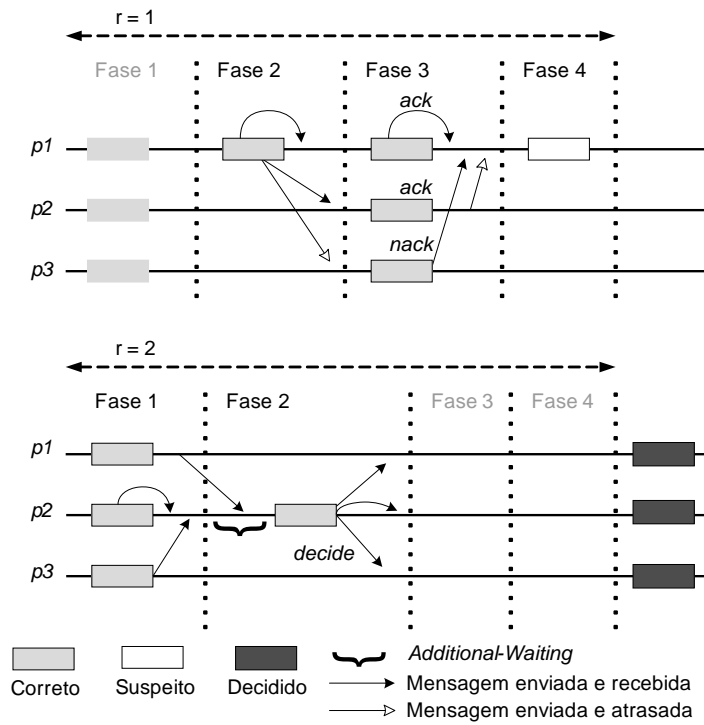 r = 1
Fase 1 Fase 2 Fase 3 Fase 4
ack
p1
ack
p2
nack
p3
r = 2
Fase 1 Fase 2 Fase 3 Fase 4
p1
p2
decide
p3
Additional-Waiting
Correto Suspeito Decidido Mensagem enviada e recebida
Mensagem enviada e atrasada